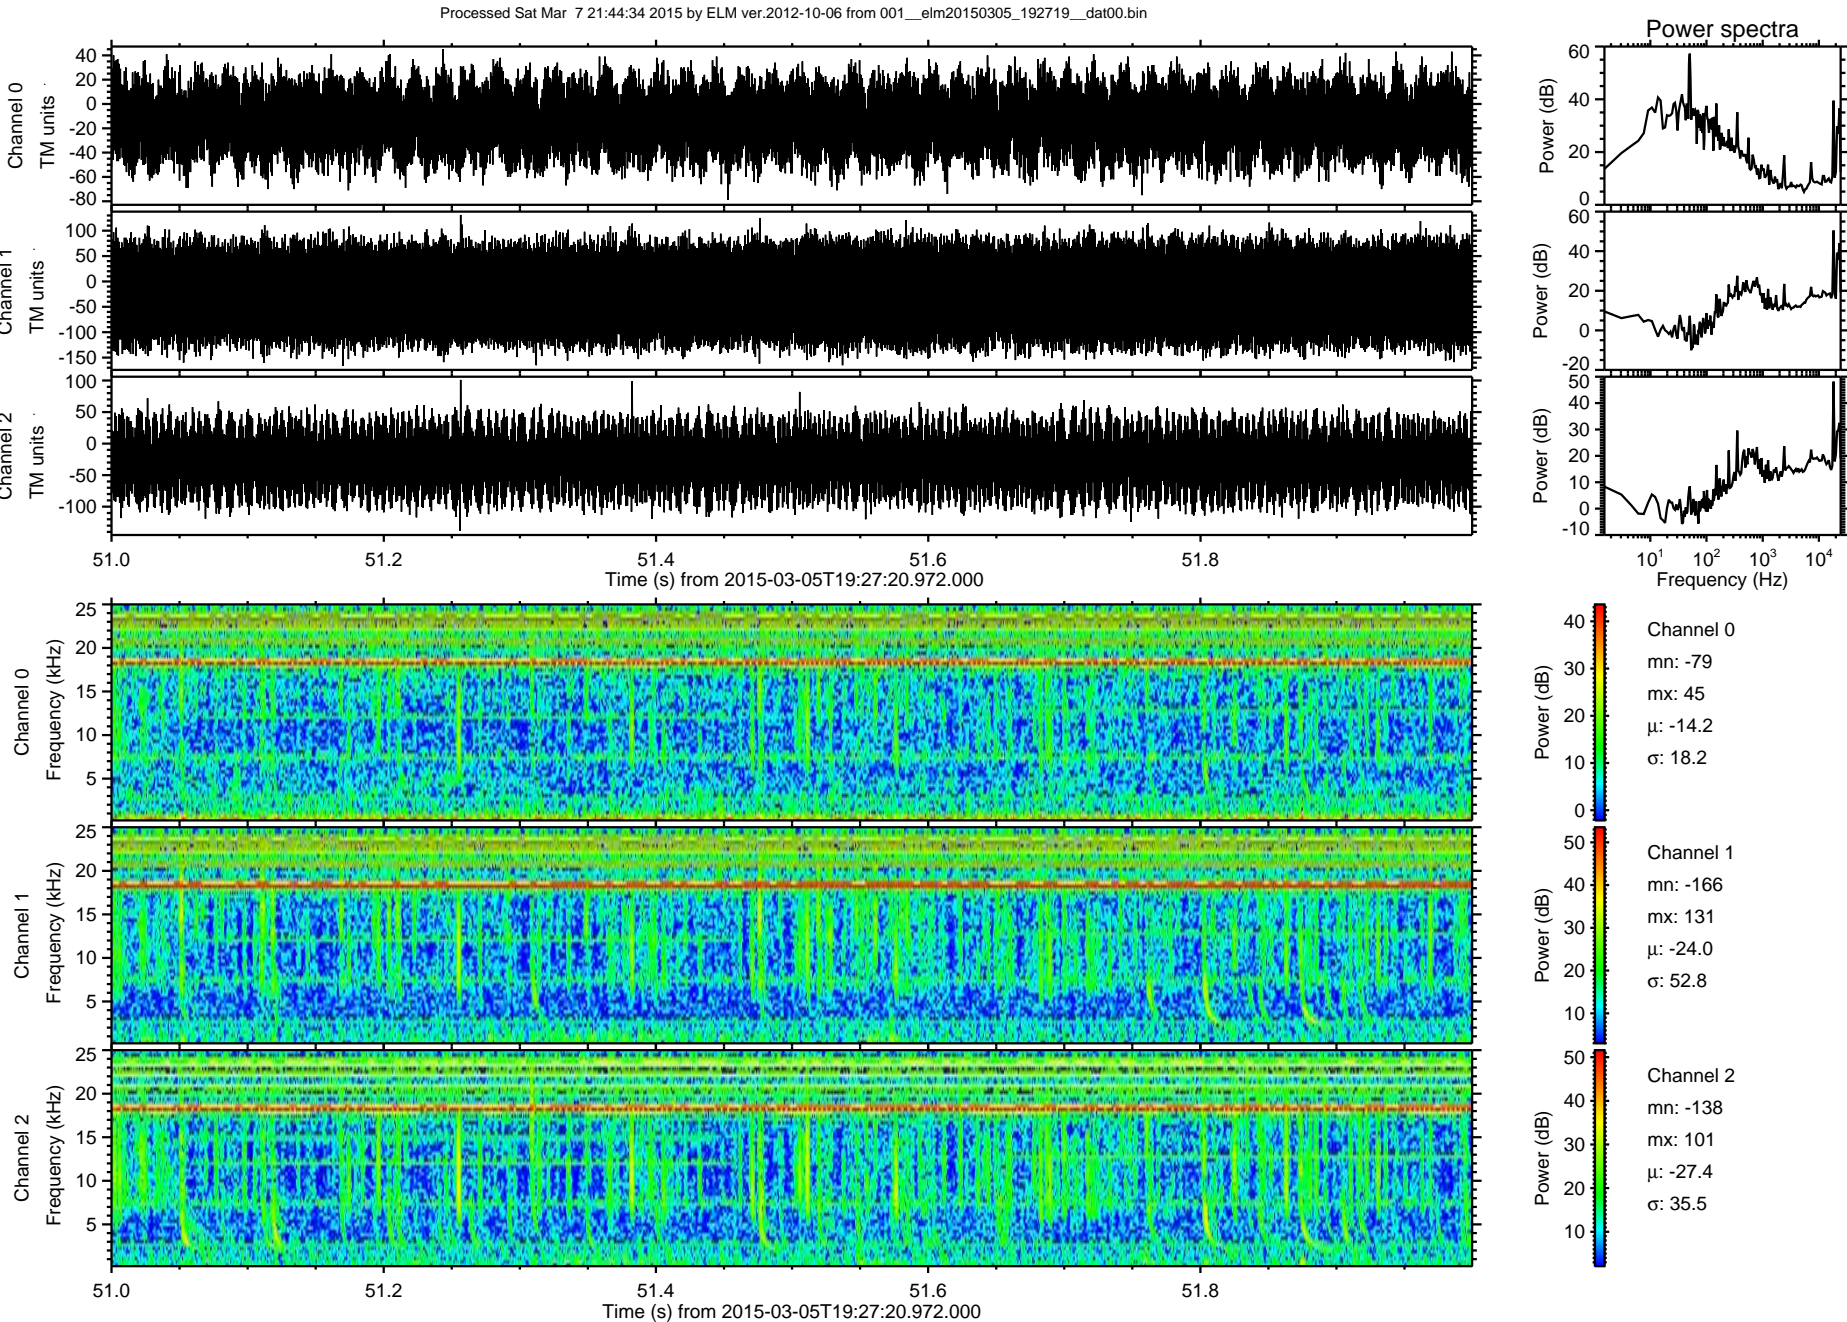 Processed Sat Mar 7 21:44:34 2015 by ELM ver.2012-10-06 from 001__elm20150305_192719__dat00.bin
Power spectra
Channel 0
TM units
40
20
0
-20
-40
-60
-80
Power (dB)
60
40
20
0
Channel 1
TM units
100
50
0
-50
-100
-150
Power (dB)
60
40
20
0
-20
Channel 2
TM units
100
50
0
-50
-100
Power (dB)
50
40
30
20
10
0
-10
51.0 51.2 51.4 51.6 51.8
Time (s) from 2015-03-05T19:27:20.972.000
10^1 10^2 10^3 10^4
Frequency (Hz)
Channel 0
Frequency (kHz)
25
20
15
10
5
Power (dB)
40
30
20
10
0
Channel 0
mn: -79
mx: 45
μ: -14.2
σ: 18.2
Channel 1
Frequency (kHz)
25
20
15
10
5
Power (dB)
50
40
30
20
10
Channel 1
mn: -166
mx: 131
μ: -24.0
σ: 52.8
Channel 2
Frequency (kHz)
25
20
15
10
5
Power (dB)
50
40
30
20
10
Channel 2
mn: -138
mx: 101
μ: -27.4
σ: 35.5
51.0 51.2 51.4 51.6 51.8
Time (s) from 2015-03-05T19:27:20.972.000